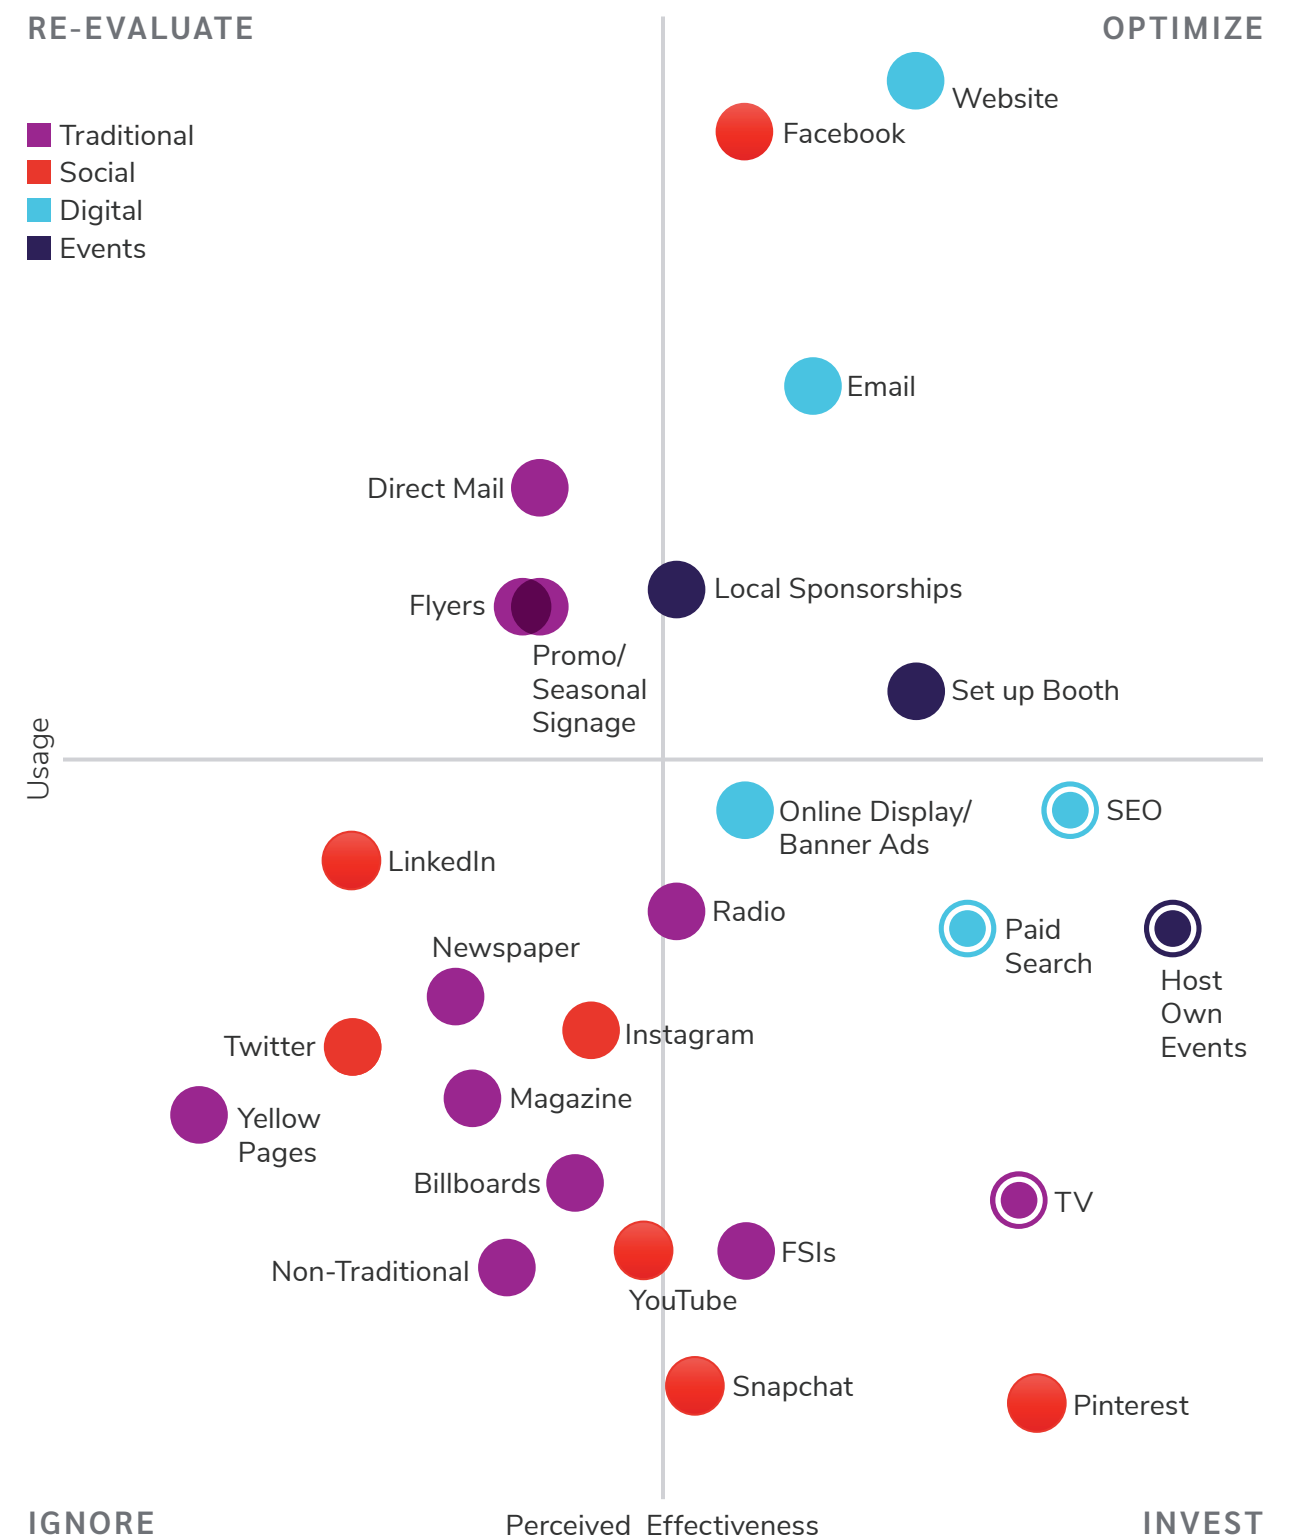 RE-EVALUATE
OPTIMIZE
Website
Facebook
Traditional
Social
Digital
Events
Email
Direct Mail
Local Sponsorships
Flyers
Promo/
Seasonal
Signage
Set up Booth
Usage
Online Display/
Banner Ads
SEO
LinkedIn
Radio
Paid
Search
Newspaper
Host
Own
Events
Instagram
Twitter
Magazine
Yellow
Pages
Billboards
TV
FSIs
Non-Traditional
YouTube
Snapchat
Pinterest
IGNORE
Perceived Effectiveness
INVEST